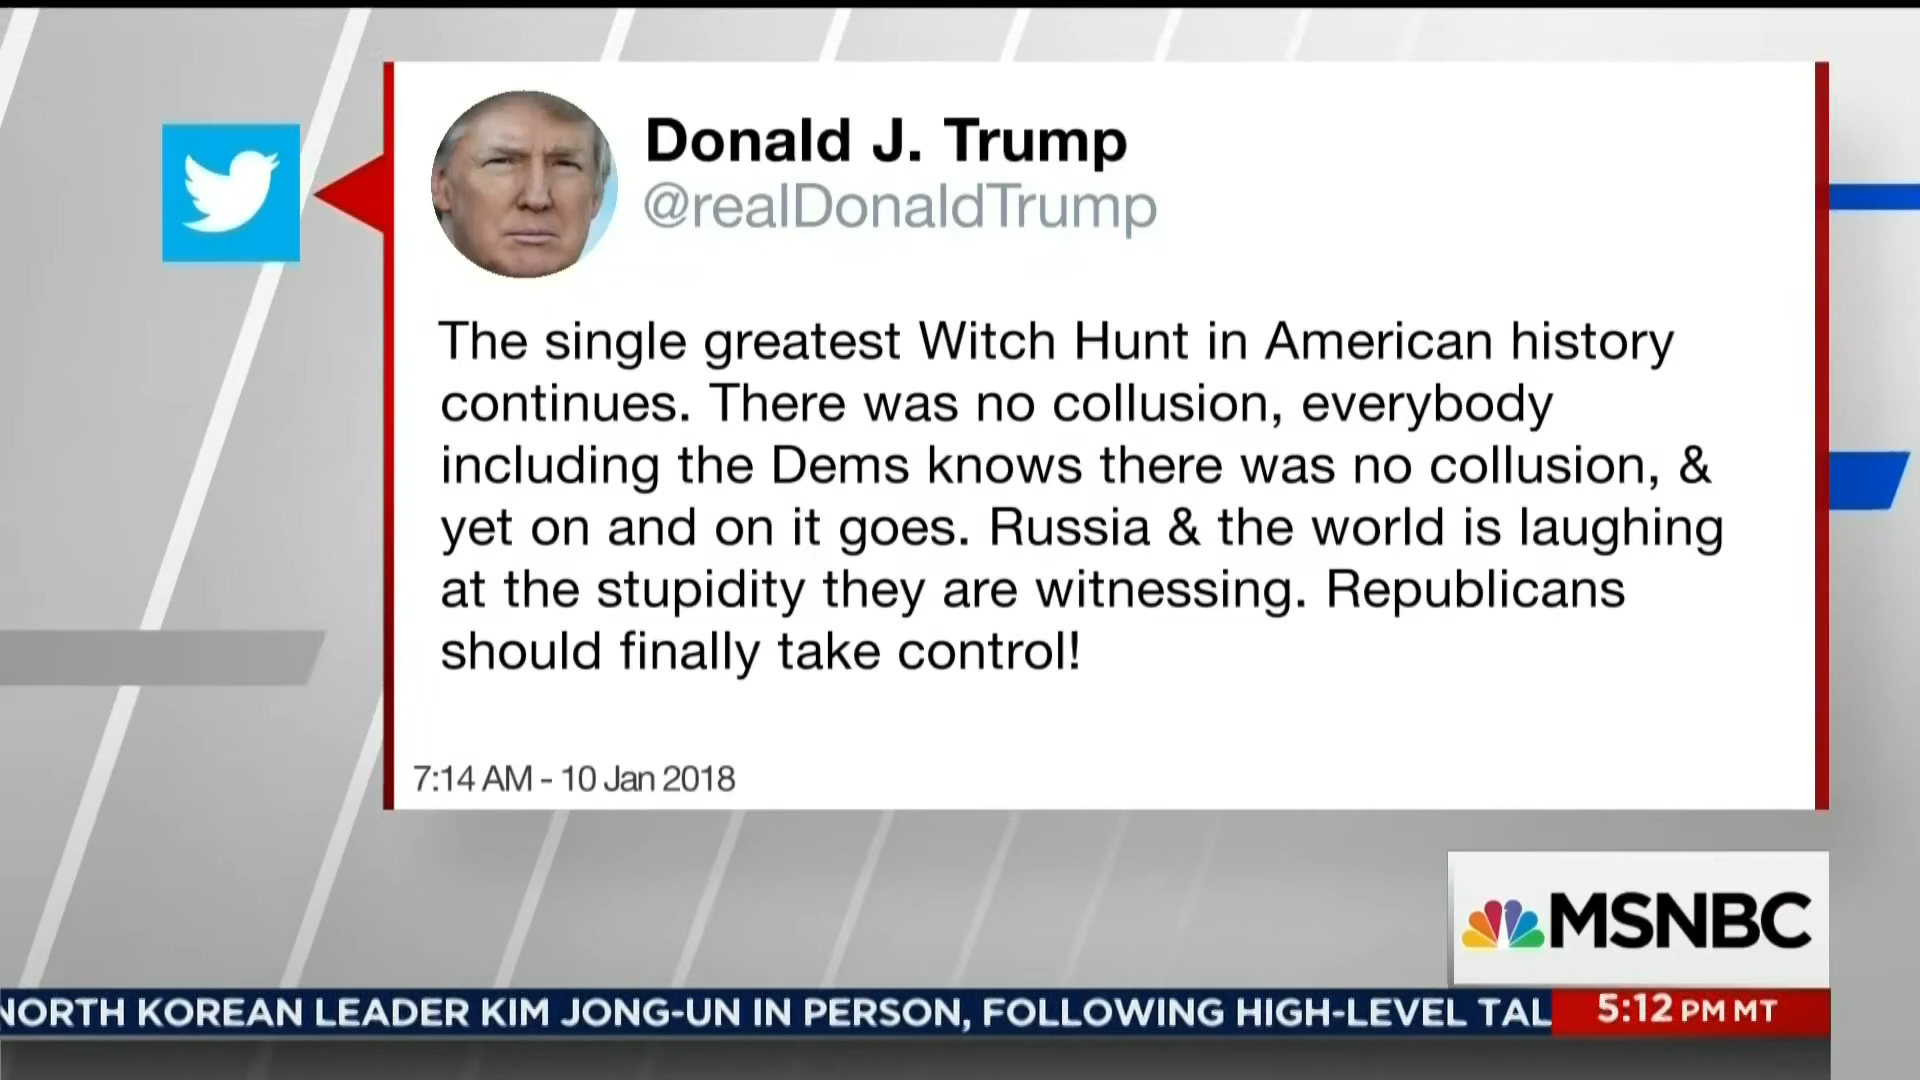 Donald J. Trump
@realDonaldTrump
The single greatest Witch Hunt in American history
continues. There was no collusion, everybody
including the Dems knows there was no collusion, &
yet on and on it goes. Russia & the world is laughing
at the stupidity they are witnessing. Republicans
should finally take control!
7:14 AM - 10 Jan 2018
MSNBC
NORTH KOREAN LEADER KIM JONG-UN IN PERSON, FOLLOWING HIGH-LEVEL TAL
5:12 PM MT